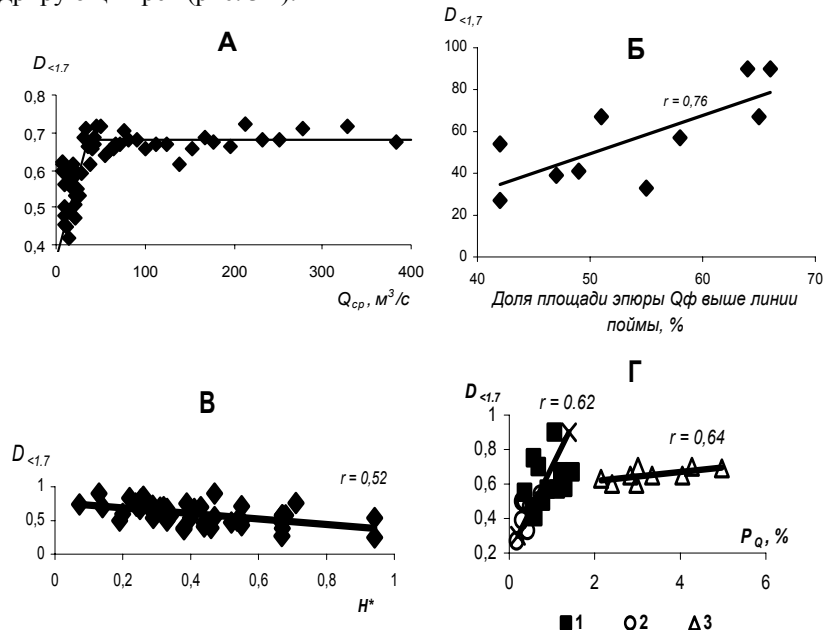 А
D <1.7
0,8
0,7
0,6
0,5
0,4
0 100 200 300 400
Qср , м3/с
D <1,7
Б
100
80
60
40
20
0
r = 0,76
40 50 60 70
Доля площади эпюры Qф выше линии
поймы, %
В
D <1.7
r = 0,52
1
0,5
0
0 0,2 0,4 0,6 0,8 1
H*
Г
D <1.7
r = 0.62
1
0,8
0,6
0,4
0,2
r = 0,64
P Q , %
0 2 4 6
1 2 3